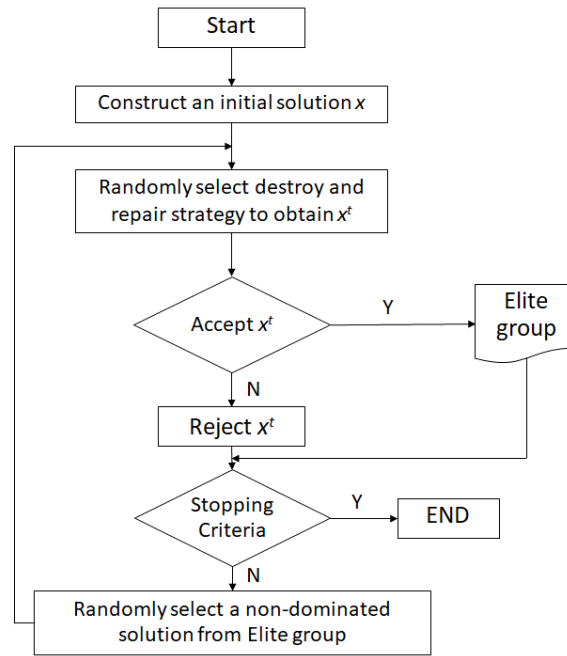 Start
Construct an initial solution x
Randomly select destroy and
repair strategy to obtain xᵗ
Accept xᵗ
Y
Elite
group
N
Reject xᵗ
Stopping
Criteria
Y
END
N
Randomly select a non-dominated
solution from Elite group